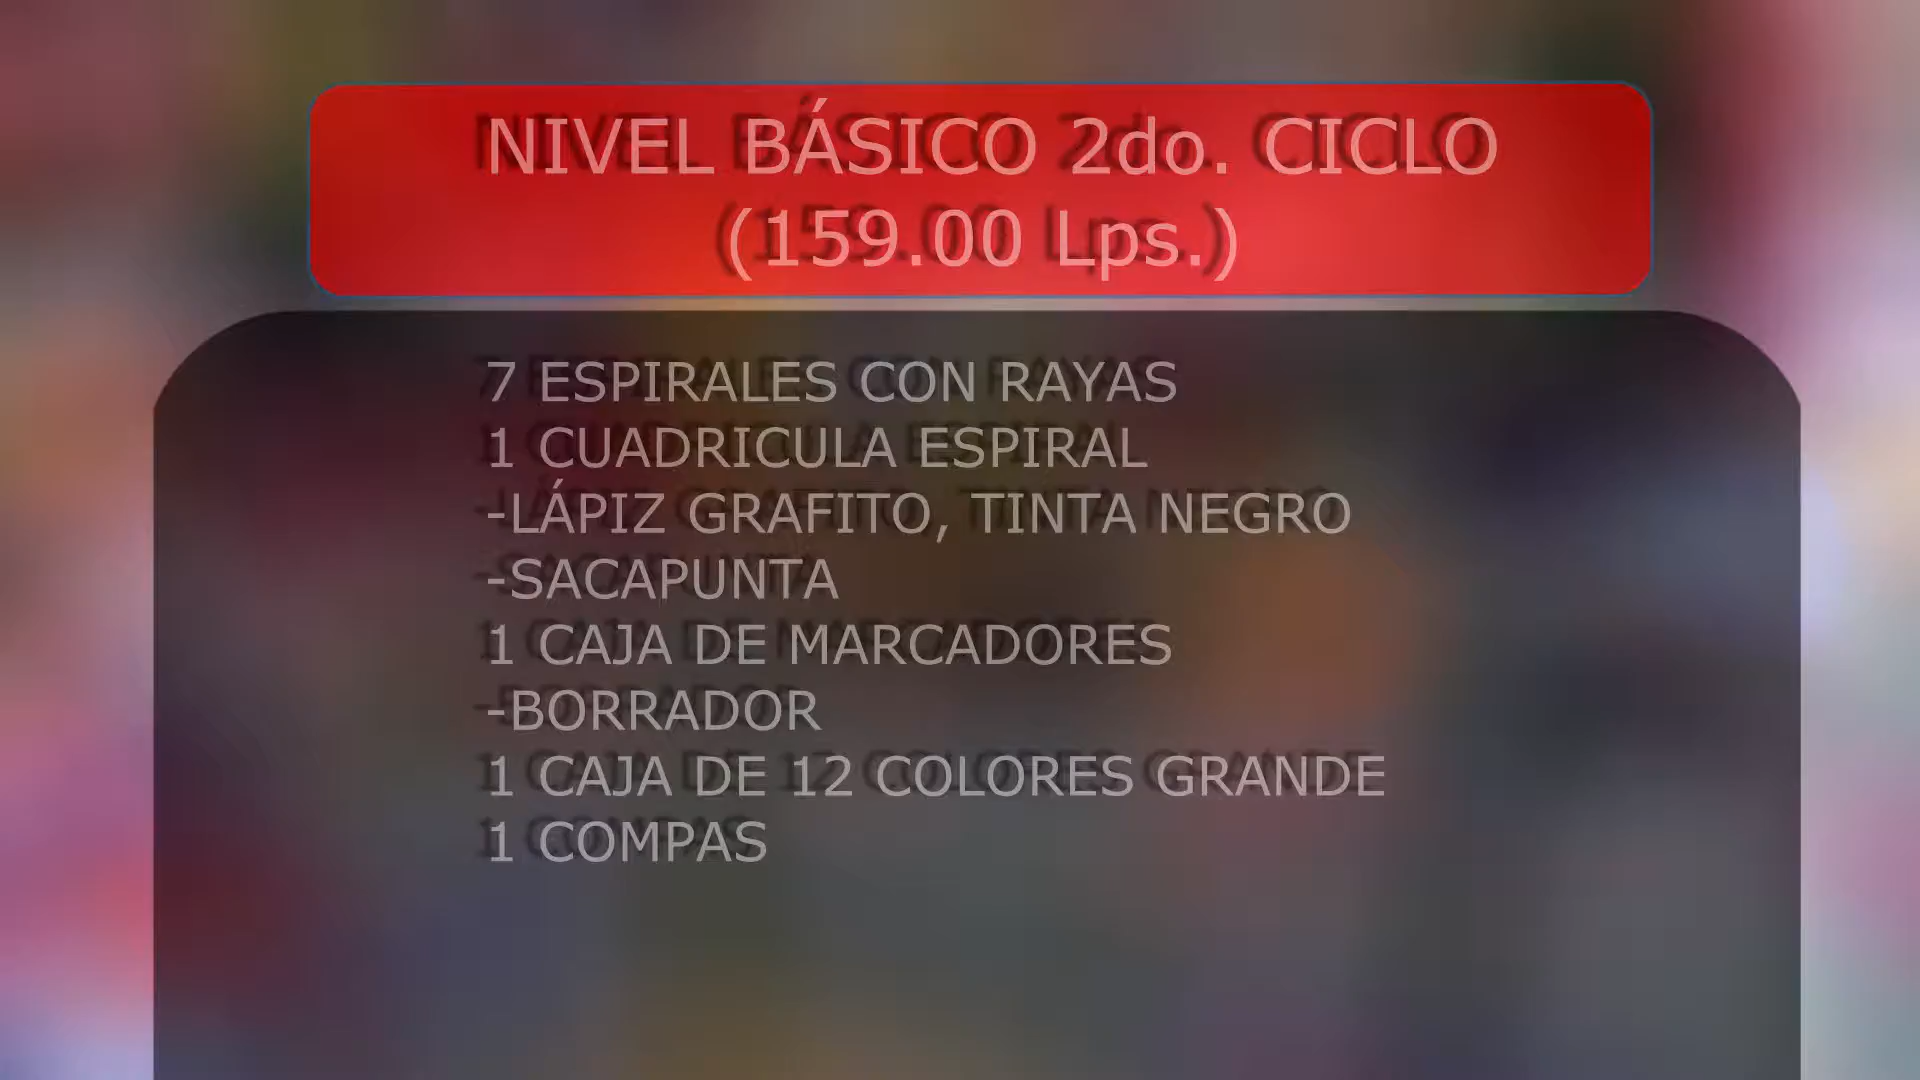 NIVEL BÁSICO 2do. CICLO
(159.00 Lps.)
7 ESPIRALES CON RAYAS
1 CUADRICULA ESPIRAL
-LÁPIZ GRAFITO, TINTA NEGRO
-SACAPUNTA
1 CAJA DE MARCADORES
-BORRADOR
1 CAJA DE 12 COLORES GRANDE
1 COMPAS